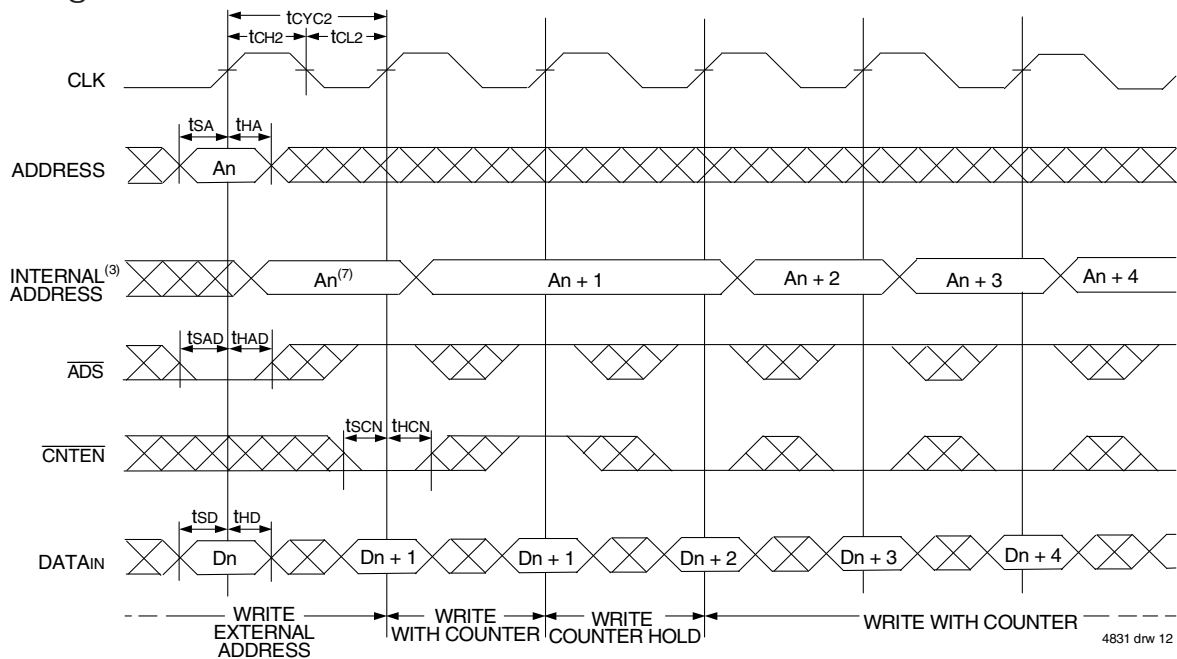 tCYC2
tCH2 tCL2
CLK
tSA tHA
ADDRESS An
INTERNAL(3) ADDRESS An(7) An + 1 An + 2 An + 3 An + 4
tSAD tHAD
ADS
tSCN tHCN
CNTEN
tSD tHD
DATAIN Dn Dn + 1 Dn + 1 Dn + 2 Dn + 3 Dn + 4
WRITE EXTERNAL ADDRESS
WRITE WITH COUNTER
WRITE COUNTER HOLD
WRITE WITH COUNTER
4831 drw 12